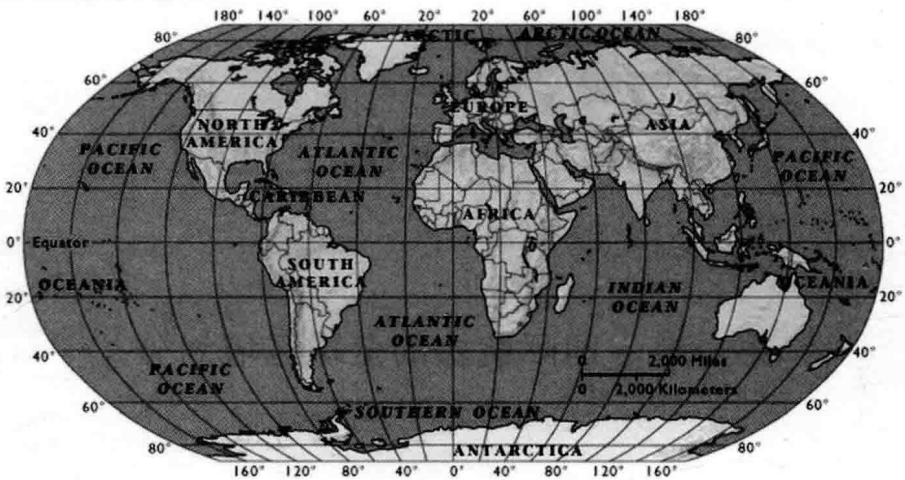 180° 140° 100° 60° 20° 20° 60° 100° 140° 180°
80° ARCTIC ARCTIC OCEAN 80°
60° 60°
EUROPE
NORTH
AMERICA
ASIA
40° 40°
PACIFIC
OCEAN
ATLANTIC
OCEAN
PACIFIC
OCEAN
20° 20°
CARIBBEAN
AFRICA
0° Equator 0°
SOUTH
AMERICA
OCEANIA
INDIAN
OCEAN
OCEANIA
20° 20°
ATLANTIC
OCEAN
40° 40°
0 2,000 Miles
0 2,000 Kilometers
PACIFIC
OCEAN
60° 60°
SOUTHERN OCEAN
80° 80°
ANTARCTICA
160° 120° 80° 40° 0° 40° 80° 120° 160°